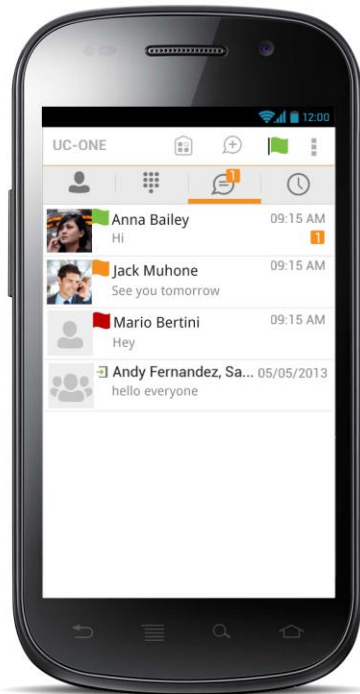 12:00
UC-ONE
1
Anna Bailey 09:15 AM
Hi 1
Jack Muhone 09:15 AM
See you tomorrow
Mario Bertini 09:15 AM
Hey
Andy Fernandez, Sa... 05/05/2013
hello everyone